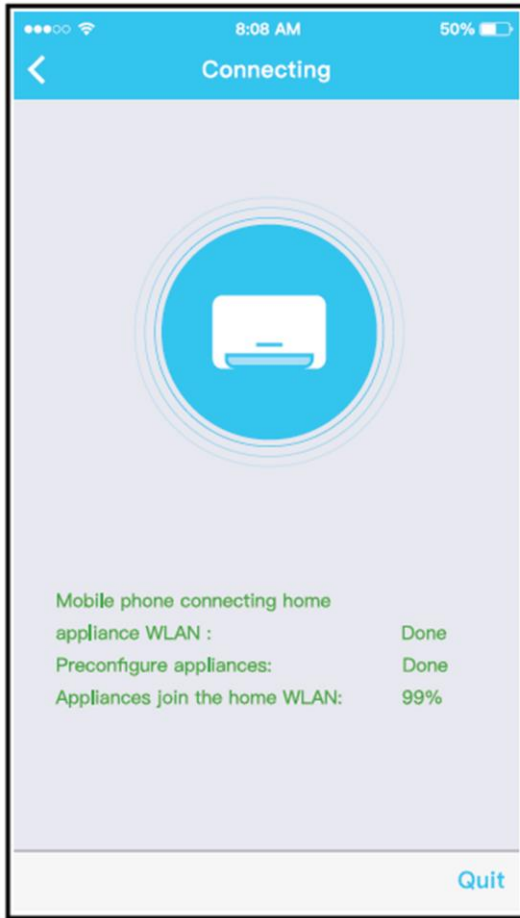 8:08 AM
50%
Connecting
Mobile phone connecting home
appliance WLAN : Done
Preconfigure appliances: Done
Appliances join the home WLAN: 99%
Quit